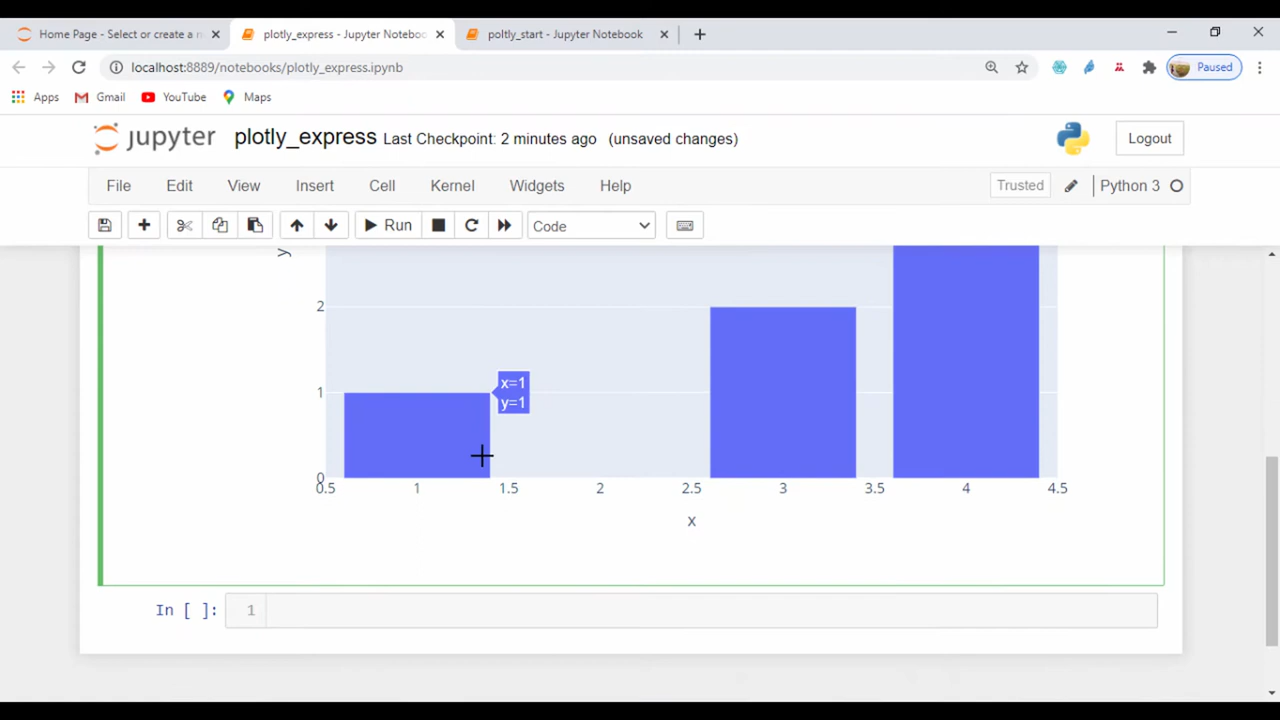 Home Page - Select or create a n
plotly_express - Jupyter Noteboo
poltly_start - Jupyter Notebook
localhost:8889/notebooks/plotly_express.ipynb
Paused
Apps
Gmail
YouTube
Maps
jupyter
plotly_express Last Checkpoint: 2 minutes ago (unsaved changes)
Logout
File Edit View Insert Cell Kernel Widgets Help
Trusted
Python 3
Run
Code
y
2
1
0
x=1
y=1
0.5 1 1.5 2 2.5 3 3.5 4 4.5
x
In [ ]: 1